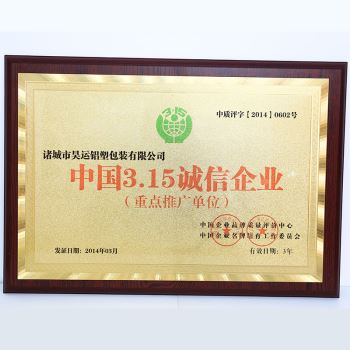 3·15
中质评字【2014】0602号
诸城市昊运铝塑包装有限公司
中国3.15诚信企业
(重点推广单位)
中国企业品牌质量评价中心
中国企业名牌培育工作委员会
发证日期:2014年03月
有效日期:3年